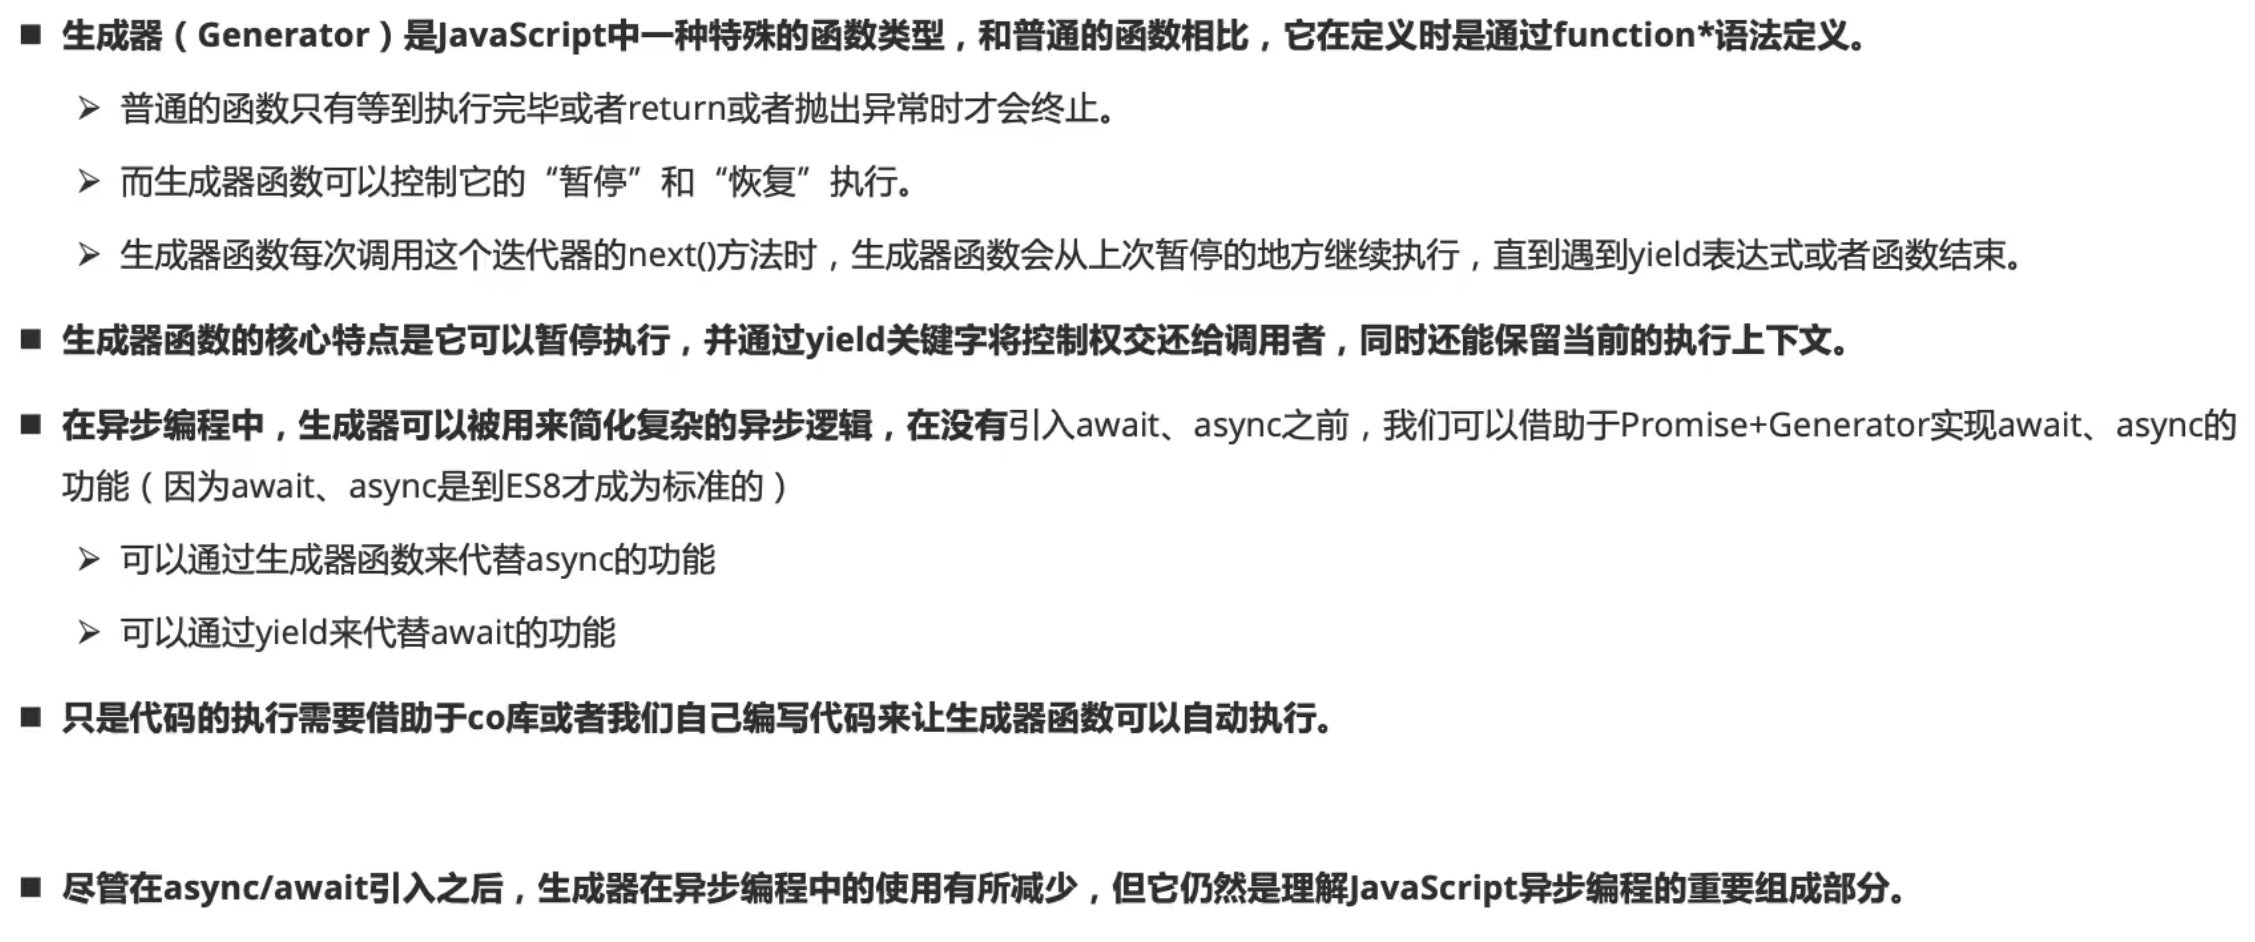 ■ 生成器（Generator）是JavaScript中一种特殊的函数类型，和普通的函数相比，它在定义时是通过function*语法定义。
➢ 普通的函数只有等到执行完毕或者return或者抛出异常时才会终止。
➢ 而生成器函数可以控制它的“暂停”和“恢复”执行。
➢ 生成器函数每次调用这个迭代器的next()方法时，生成器函数会从上次暂停的地方继续执行，直到遇到yield表达式或者函数结束。
■ 生成器函数的核心特点是它可以暂停执行，并通过yield关键字将控制权交还给调用者，同时还能保留当前的执行上下文。
■ 在异步编程中，生成器可以被用来简化复杂的异步逻辑，在没有引入await、async之前，我们可以借助于Promise+Generator实现await、async的
功能（因为await、async是到ES8才成为标准的）
➢ 可以通过生成器函数来代替async的功能
➢ 可以通过yield来代替await的功能
■ 只是代码的执行需要借助于co库或者我们自己编写代码来让生成器函数可以自动执行。
■ 尽管在async/await引入之后，生成器在异步编程中的使用有所减少，但它仍然是理解JavaScript异步编程的重要组成部分。